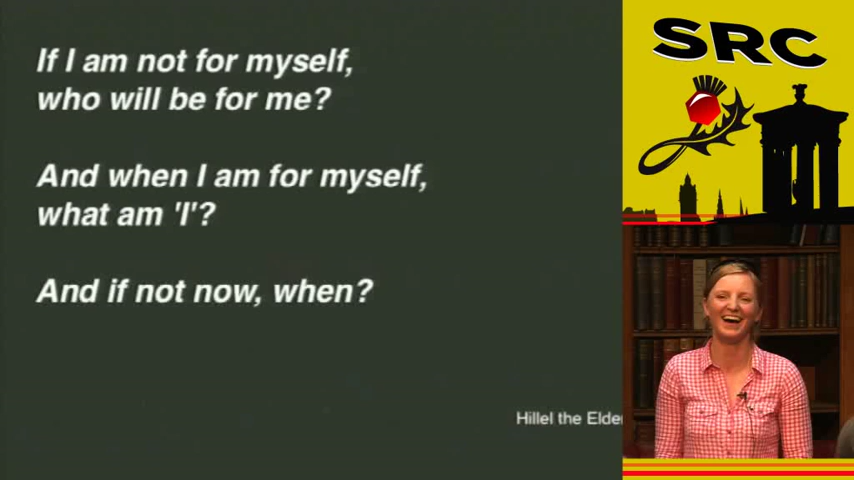 If I am not for myself,
who will be for me?
And when I am for myself,
what am 'I'?
And if not now, when?
Hillel the Elder
SRC